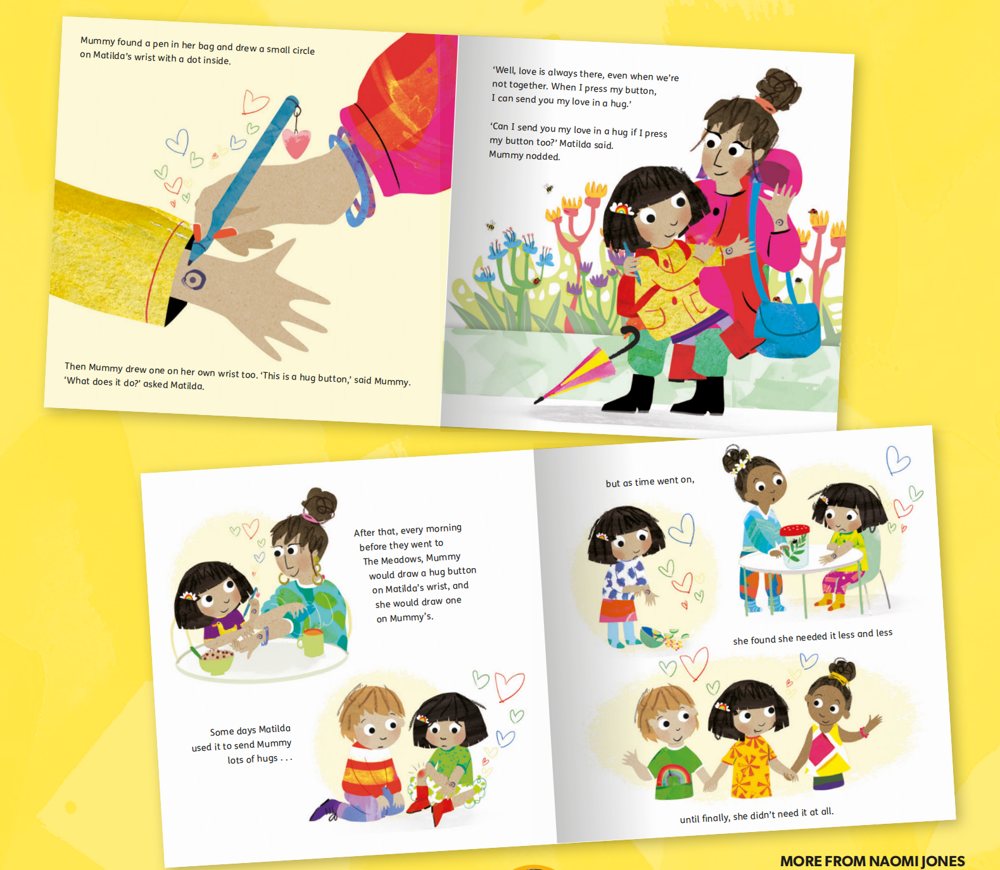 Mummy found a pen in her bag and drew a small circle
on Matilda's wrist with a dot inside.
Then Mummy drew one on her own wrist too. 'This is a hug button,' said Mummy.
'What does it do?' asked Matilda.
'Well, love is always there, even when we're
not together. When I press my button,
I can send you my love in a hug.'
'Can I send you my love in a hug if I press
my button too?' Matilda said.
Mummy nodded.
After that, every morning
before they went to
The Meadows, Mummy
would draw a hug button
on Matilda's wrist, and
she would draw one
on Mummy's.
Some days Matilda
used it to send Mummy
lots of hugs . . .
but as time went on,
she found she needed it less and less
until finally, she didn't need it at all.
MORE FROM NAOMI JONES